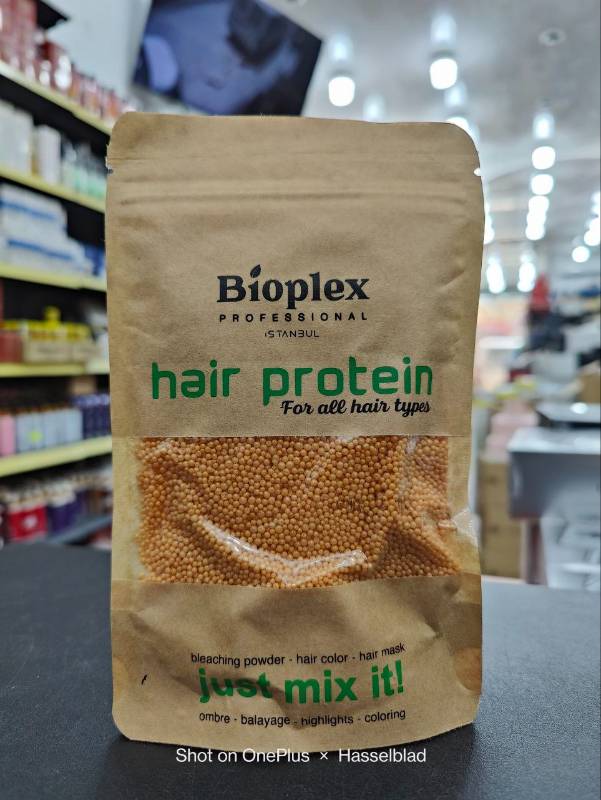 Bioplex
PROFESSIONAL
İSTANBUL
hair protein
For all hair types
bleaching powder - hair color - hair mask
just mix it!
ombre - balayage - highlights - coloring
Shot on OnePlus × Hasselblad